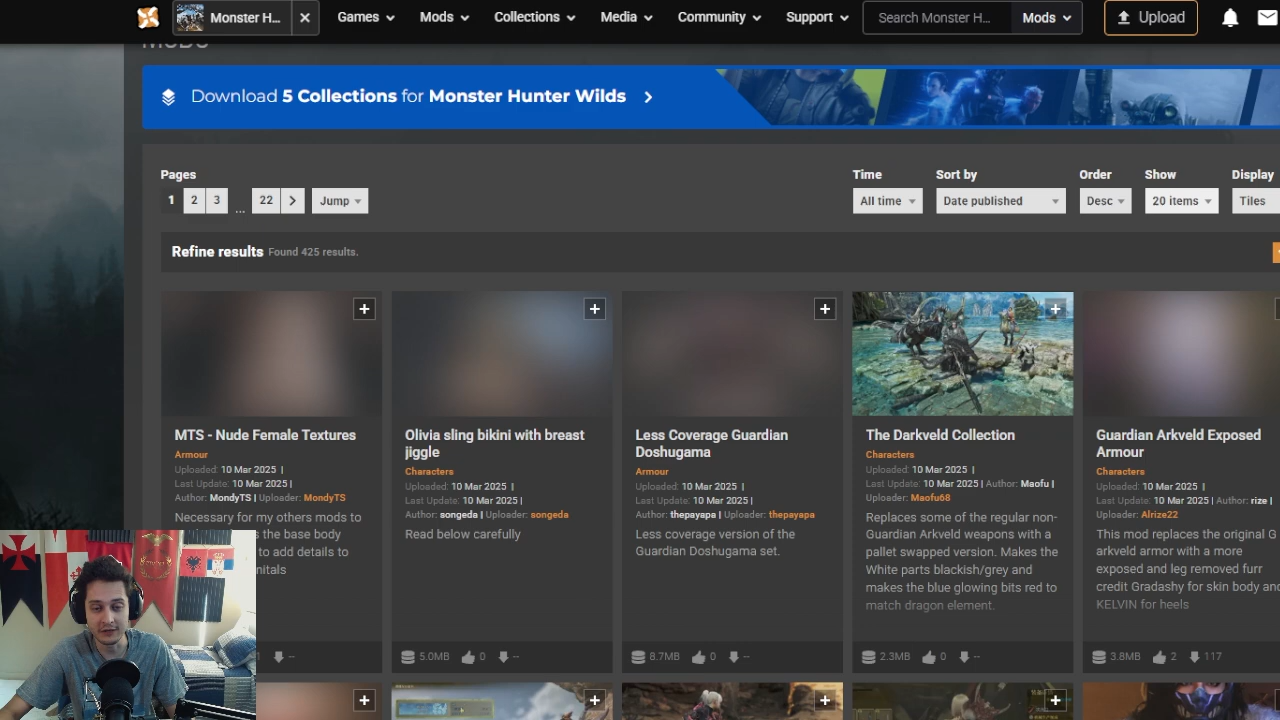 Monster H...
Games
Mods
Collections
Media
Community
Support
Search Monster H...
Mods
Upload
Mods
Download 5 Collections for Monster Hunter Wilds
Pages
1 2 3 ... 22 Jump
Time
All time
Sort by
Date published
Order
Desc
Show
20 items
Display
Tiles
Refine results Found 425 results.
MTS - Nude Female Textures
Armour
Uploaded: 10 Mar 2025 |
Last Update: 10 Mar 2025 |
Author: MondyTS | Uploader: MondyTS
Necessary for my others mods to
s the base body
to add details to
nitals
--
Olivia sling bikini with breast
jiggle
Characters
Uploaded: 10 Mar 2025 |
Last Update: 10 Mar 2025 |
Author: songeda | Uploader: songeda
Read below carefully
5.0MB 0 --
Less Coverage Guardian
Doshugama
Armour
Uploaded: 10 Mar 2025 |
Last Update: 10 Mar 2025 |
Author: thepayapa | Uploader: thepayapa
Less coverage version of the
Guardian Doshugama set.
8.7MB 0 --
The Darkveld Collection
Characters
Uploaded: 10 Mar 2025 |
Last Update: 10 Mar 2025 | Author: Maofu |
Uploader: Maofu68
Replaces some of the regular non-
Guardian Arkveld weapons with a
pallet swapped version. Makes the
White parts blackish/grey and
makes the blue glowing bits red to
match dragon element.
2.3MB 0 --
Guardian Arkveld Exposed
Armour
Characters
Uploaded: 10 Mar 2025 |
Last Update: 10 Mar 2025 | Author: rize |
Uploader: Alrize22
This mod replaces the original G
arkveld armor with a more
exposed and leg removed furr
credit Gradashy for skin body and
KELVIN for heels
3.8MB 2 117